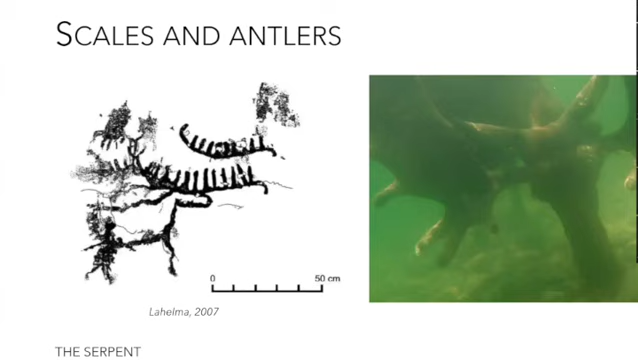 SCALES AND ANTLERS
0 50 cm
Lahelma, 2007
THE SERPENT